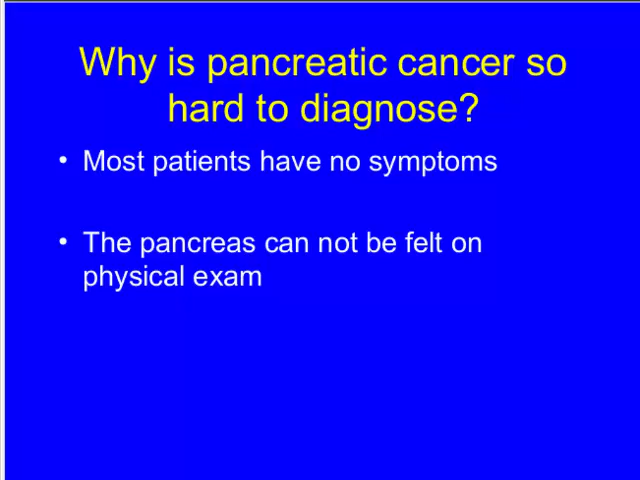 Why is pancreatic cancer so
hard to diagnose?
• Most patients have no symptoms
• The pancreas can not be felt on
physical exam